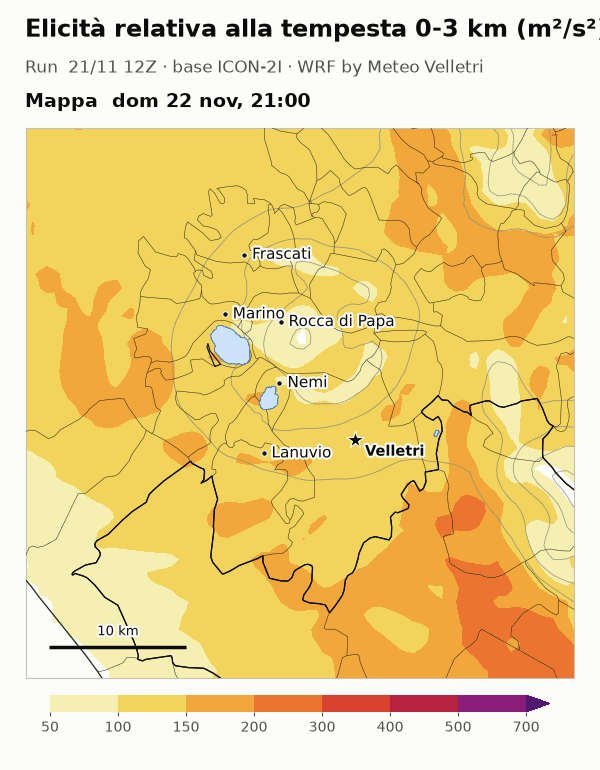 Elicità relativa alla tempesta 0-3 km (m²/s²)
Run  21/11 12Z · base ICON-2I · WRF by Meteo Velletri
Mappa  dom 22 nov, 21:00
Frascati
Marino
Rocca di Papa
Nemi
Velletri
Lanuvio
10 km
50 100 150 200 300 400 500 700